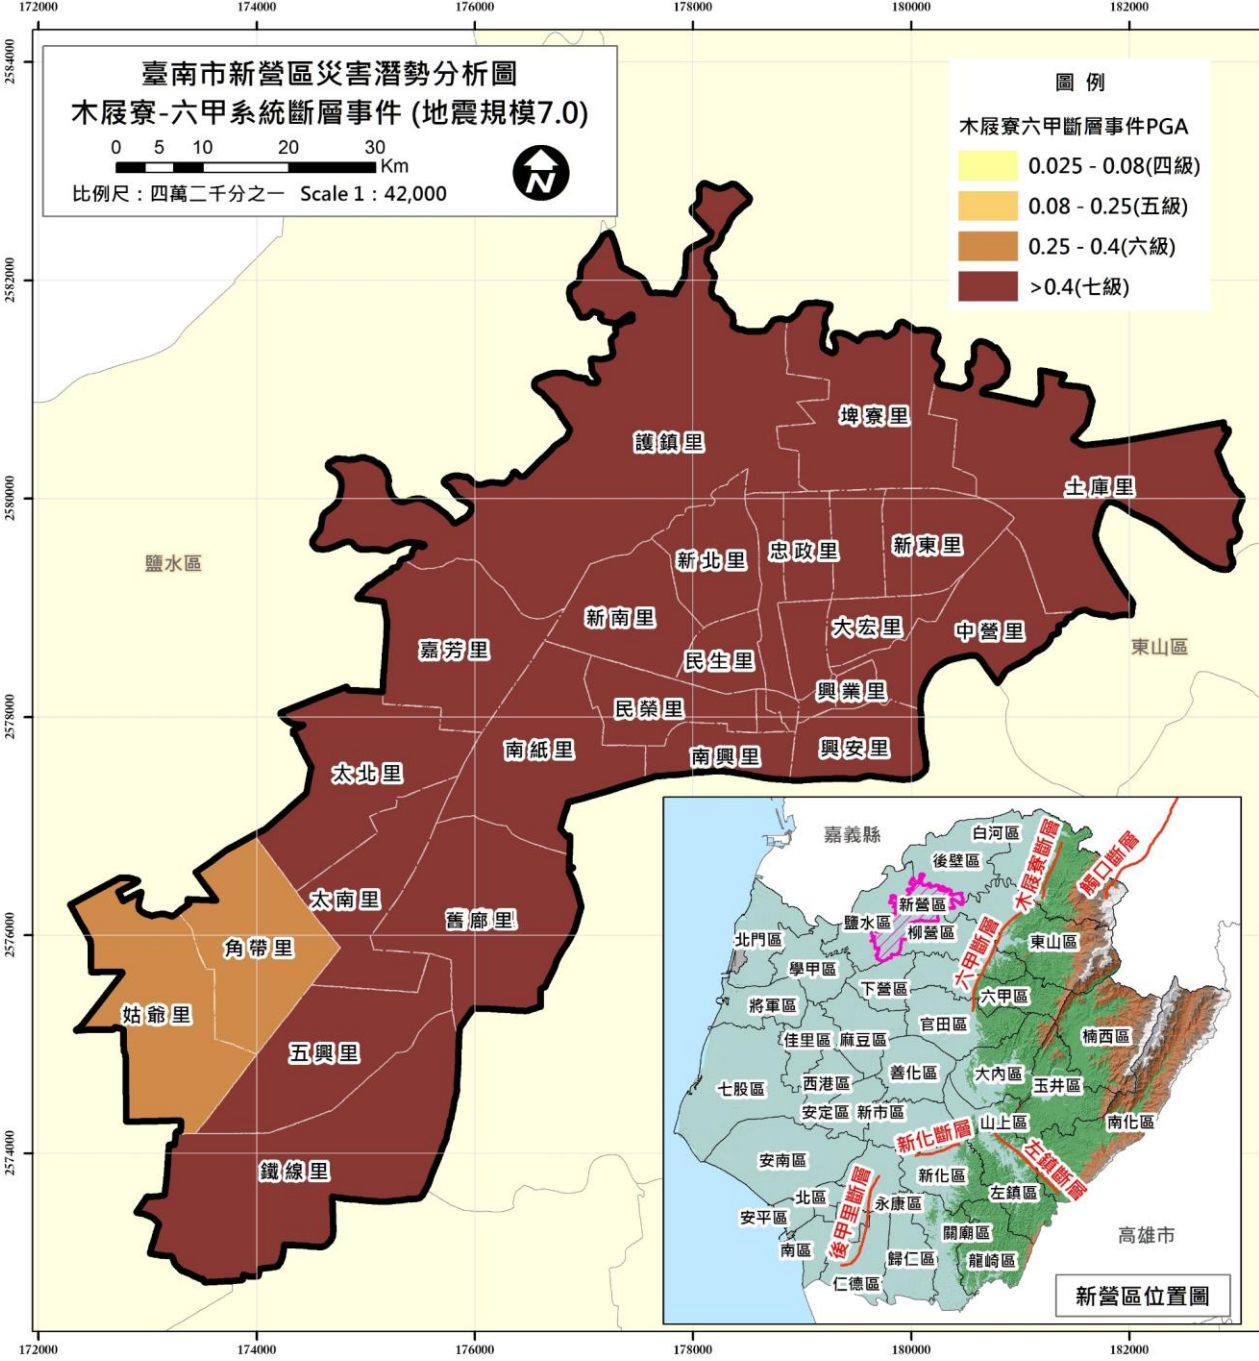 172000 174000 176000 178000 180000 182000
2584000
2582000
2580000
2578000
2576000
2574000
臺南市新營區災害潛勢分析圖
木屐寮-六甲系統斷層事件 (地震規模7.0)
0 5 10 20 30
Km
比例尺：四萬二千分之一 Scale 1：42,000
N
圖 例
木屐寮六甲斷層事件PGA
0.025 - 0.08(四級)
0.08 - 0.25(五級)
0.25 - 0.4(六級)
>0.4(七級)
埤寮里
護鎮里
土庫里
鹽水區
新北里
忠政里
新東里
新南里
大宏里
中營里
嘉芳里
民生里
東山區
興業里
民榮里
南紙里
南興里
興安里
太北里
太南里
舊廍里
角帶里
姑爺里
五興里
鐵線里
嘉義縣
白河區
後壁區
木屐寮斷層
觸口斷層
新營區
鹽水區
柳營區
北門區
東山區
學甲區
六甲斷層
下營區
六甲區
將軍區
官田區
佳里區
麻豆區
楠西區
七股區
西港區
善化區
大內區
玉井區
安定區
新市區
山上區
南化區
新化斷層
安南區
新化區
左鎮斷層
北區
永康區
左鎮區
安平區
後甲里斷層
南區
關廟區
高雄市
歸仁區
龍崎區
仁德區
新營區位置圖
172000 174000 176000 178000 180000 182000